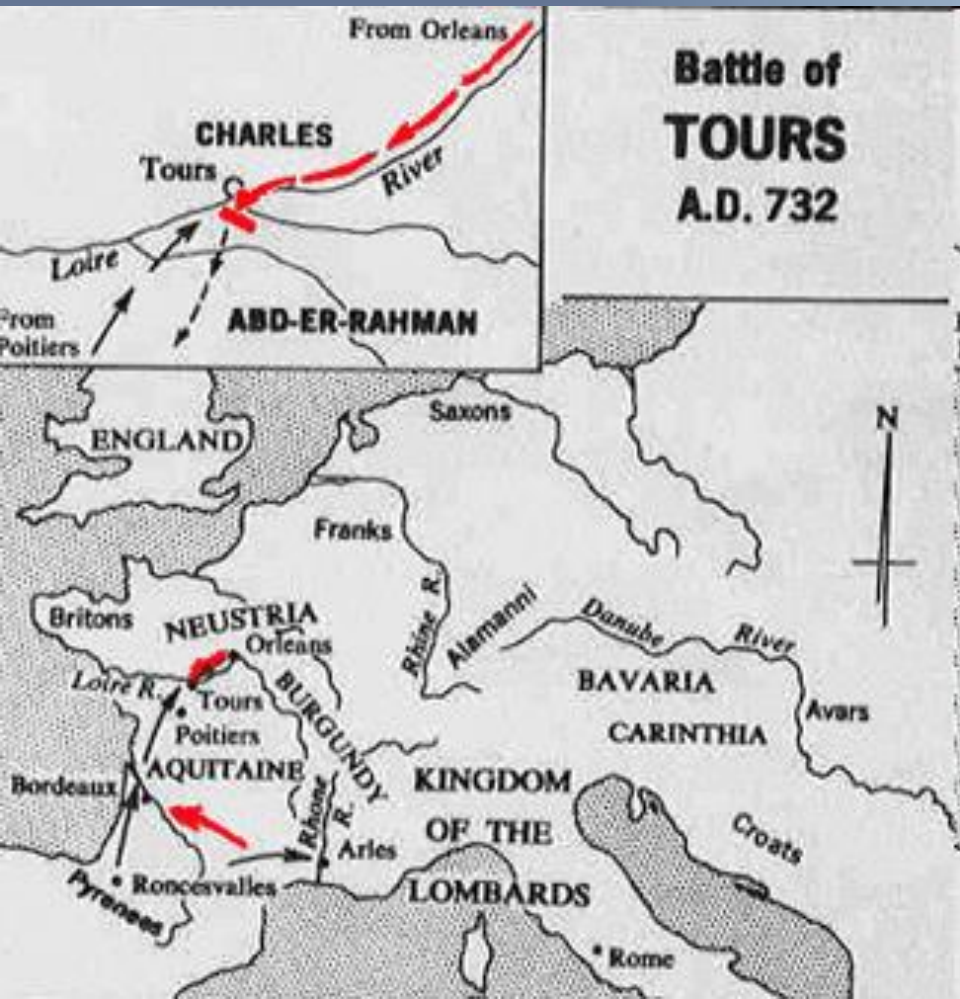 From Orleans
Battle of
TOURS
A.D. 732
CHARLES
Tours
River
Loire
ABD-ER-RAHMAN
From
Poitiers
Saxons
N
ENGLAND
Franks
Britons
NEUSTRIA
Orleans
Rhine R.
Alamanni
Danube River
Loire R.
Tours
BURGUNDY
BAVARIA
Avars
Poitiers
CARINTHIA
AQUITAINE
KINGDOM
Bordeaux
Rhone R.
OF THE
Croats
Arles
Roncesvalles
LOMBARDS
Pyrenees
Rome